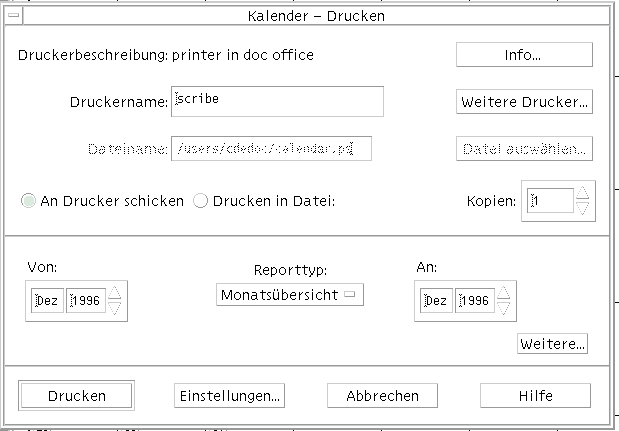 Kalender – Drucken
Druckerbeschreibung: printer in doc office Info...
Druckername: scribe Weitere Drucker...
Dateiname: /users/cdedoc/calendar.ps Datei auswählen...
An Drucker schicken Drucken in Datei: Kopien: 1
Von: Reporttyp: An:
Dez 1996 Monatsübersicht Dez 1996
Weitere...
Drucken Einstellungen... Abbrechen Hilfe